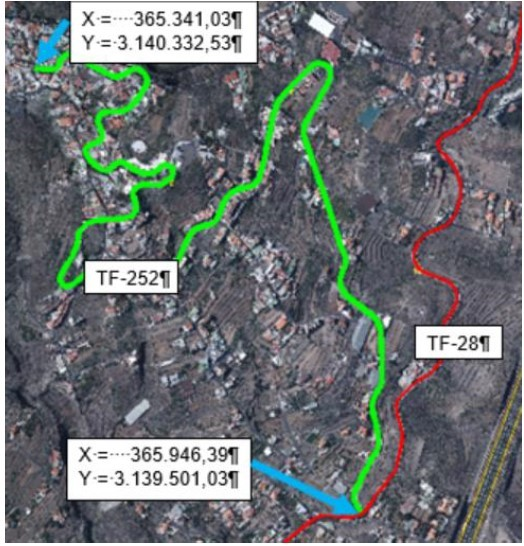 X·=····365.341,03¶
Y·=·3.140.332,53¶
TF-252¶
TF-28¶
X·=····365.946,39¶
Y·=·3.139.501,03¶